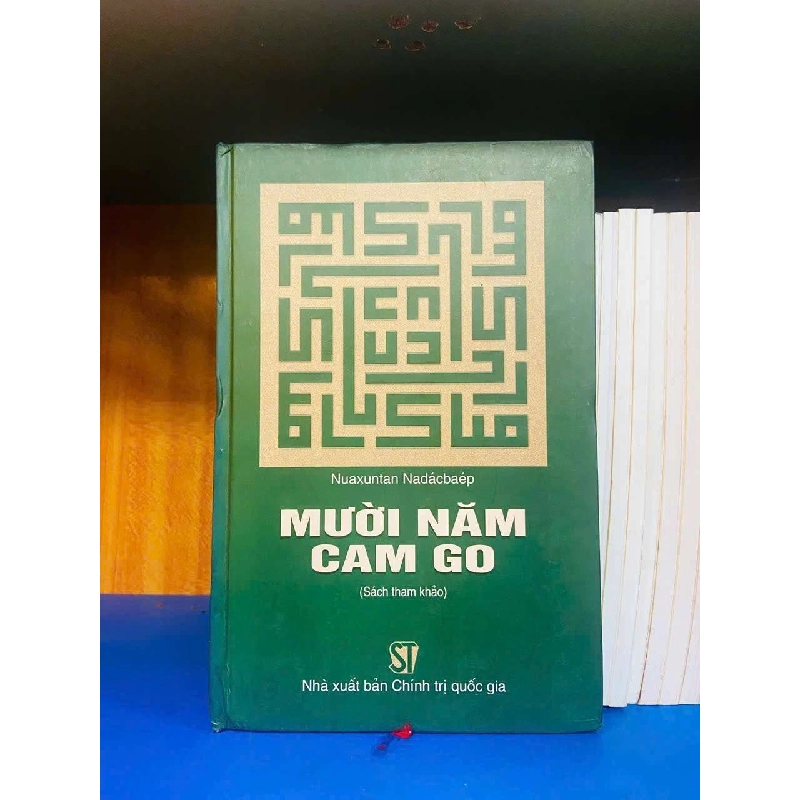 Nuaxuntan Nadácbaép
MƯỜI NĂM
CAM GO
(Sách tham khảo)
ST
Nhà xuất bản Chính trị quốc gia